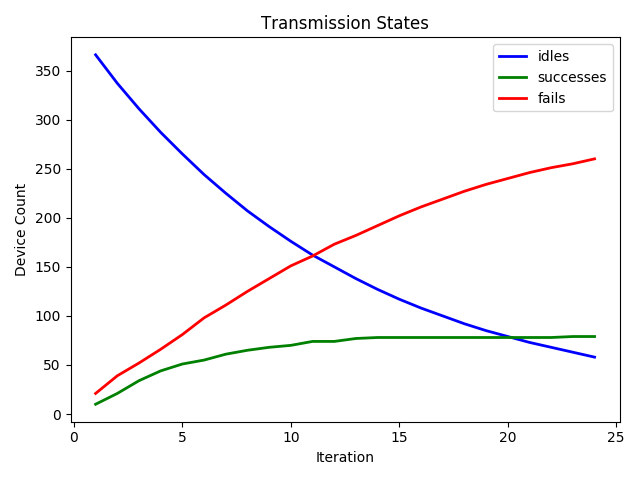 Transmission States
idles
successes
fails
Device Count
350
300
250
200
150
100
50
0
0 5 10 15 20 25
Iteration